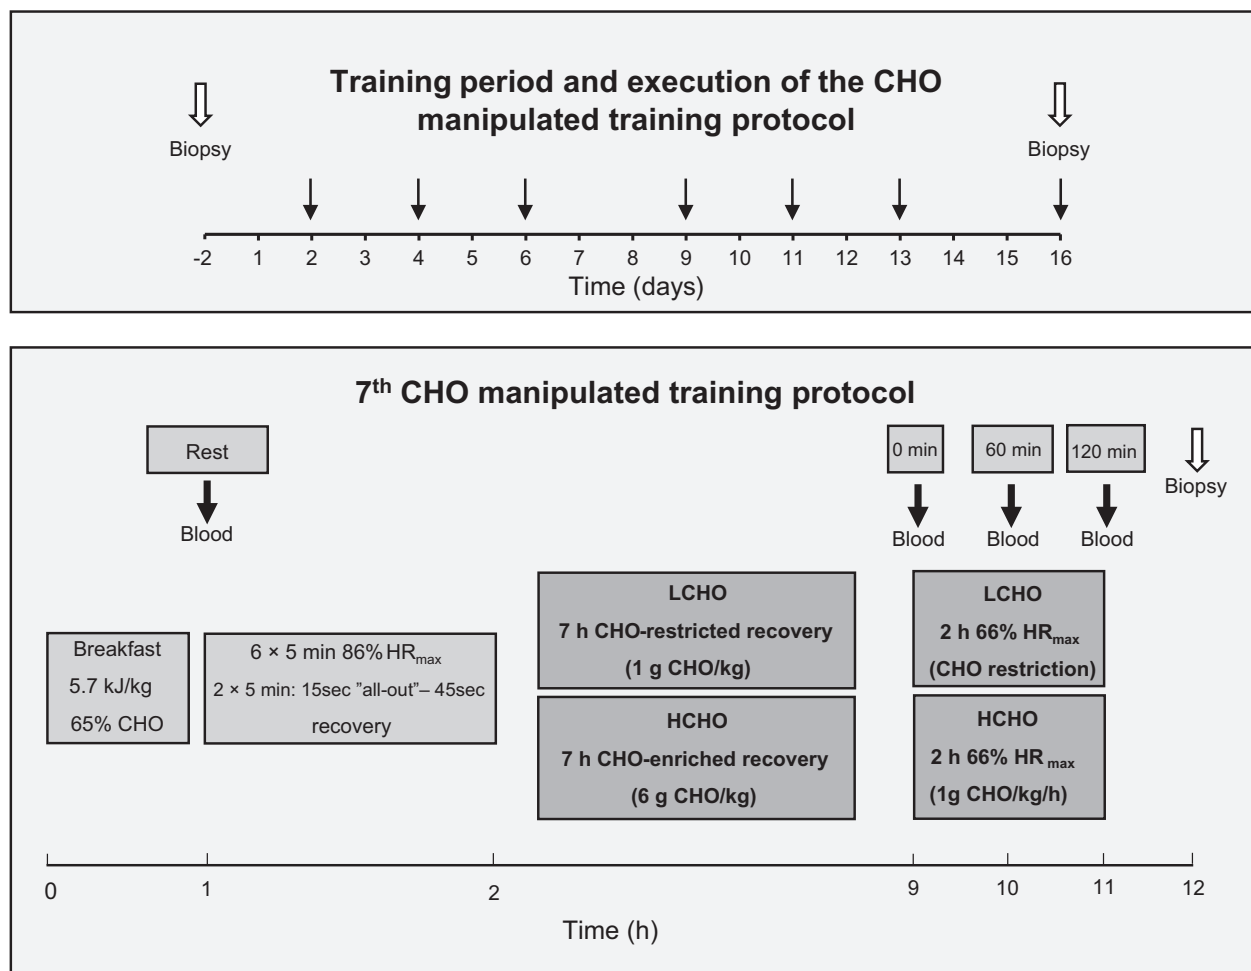 Training period and execution of the CHO
manipulated training protocol
Biopsy
Biopsy
-2 1 2 3 4 5 6 7 8 9 10 11 12 13 14 15 16
Time (days)
7th CHO manipulated training protocol
Rest
0 min
60 min
120 min
Blood
Blood
Blood
Blood
Biopsy
Breakfast
5.7 kJ/kg
65% CHO
6 × 5 min 86% HRmax
2 × 5 min: 15sec ”all-out”– 45sec
recovery
LCHO
7 h CHO-restricted recovery
(1 g CHO/kg)
HCHO
7 h CHO-enriched recovery
(6 g CHO/kg)
LCHO
2 h 66% HRmax
(CHO restriction)
HCHO
2 h 66% HR max
(1g CHO/kg/h)
0 1 2 9 10 11 12
Time (h)